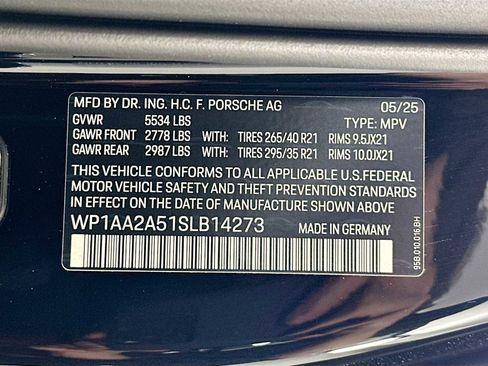 MFD BY DR. ING. H.C. F. PORSCHE AG 05/25
GVWR 5534 LBS TYPE: MPV
GAWR FRONT 2778 LBS WITH: TIRES 265/40 R21 RIMS 9.5JX21
GAWR REAR 2987 LBS WITH: TIRES 295/35 R21 RIMS 10.0JX21
THIS VEHICLE CONFORMS TO ALL APPLICABLE U.S.FEDERAL
MOTOR VEHICLE SAFETY AND THEFT PREVENTION STANDARDS
IN EFFECT ON THE DATE OF MANUFACTURE SHOWN ABOVE.
WP1AA2A51SLB14273 MADE IN GERMANY
95B.010.016.BH